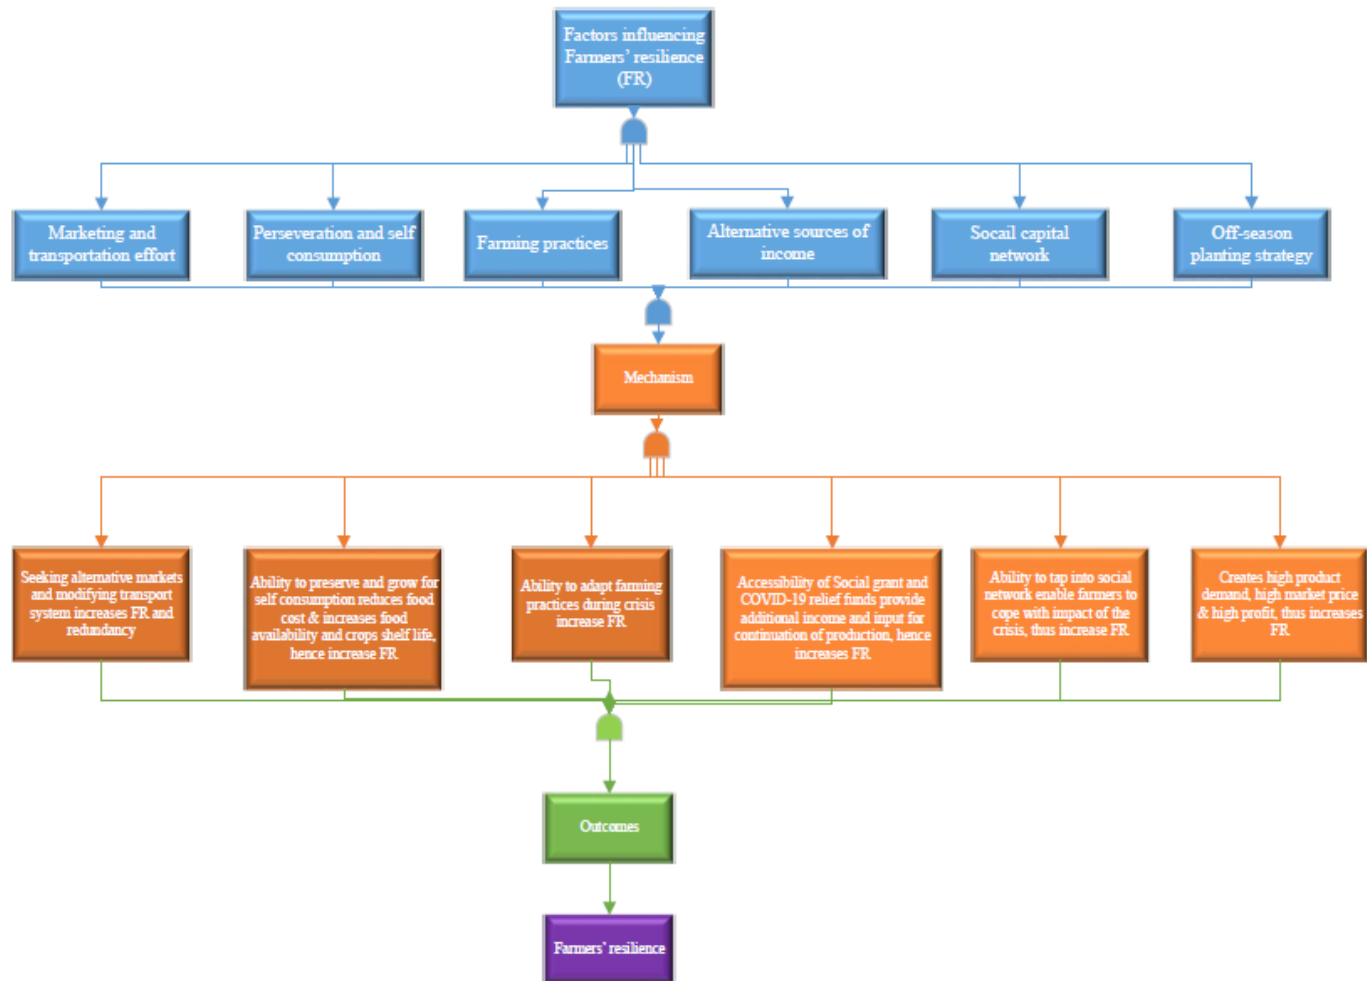 Factors influencing
Farmers’ resilience
(FR)
Marketing and
transportation effort
Perseveration and self
consumption
Farming practices
Alternative sources of
income
Socail capital
network
Off-season
planting strategy
Mechanism
Seeking alternative markets
and modifying transport
system increases FR and
redundancy
Ability to preserve and grow for
self consumption reduces food
cost & increases food
availability and crops shelf life,
hence increase FR
Ability to adapt farming
practices during crisis
increase FR
Accessibility of Social grant and
COVID-19 relief funds provide
additional income and input for
continuation of production, hence
increases FR
Ability to tap into social
network enable farmers to
cope with impact of the
crisis, thus increase FR
Creates high product
demand, high market price
& high profit, thus increases
FR
Outcomes
Farmers’ resilience